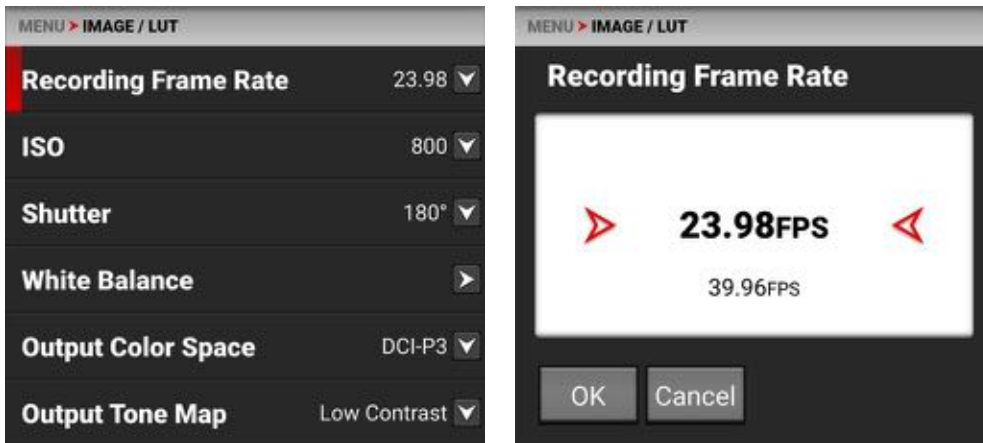 MENU > IMAGE / LUT
Recording Frame Rate 23.98
ISO 800
Shutter 180°
White Balance
Output Color Space DCI-P3
Output Tone Map Low Contrast
MENU > IMAGE / LUT
Recording Frame Rate
23.98FPS
39.96FPS
OK Cancel